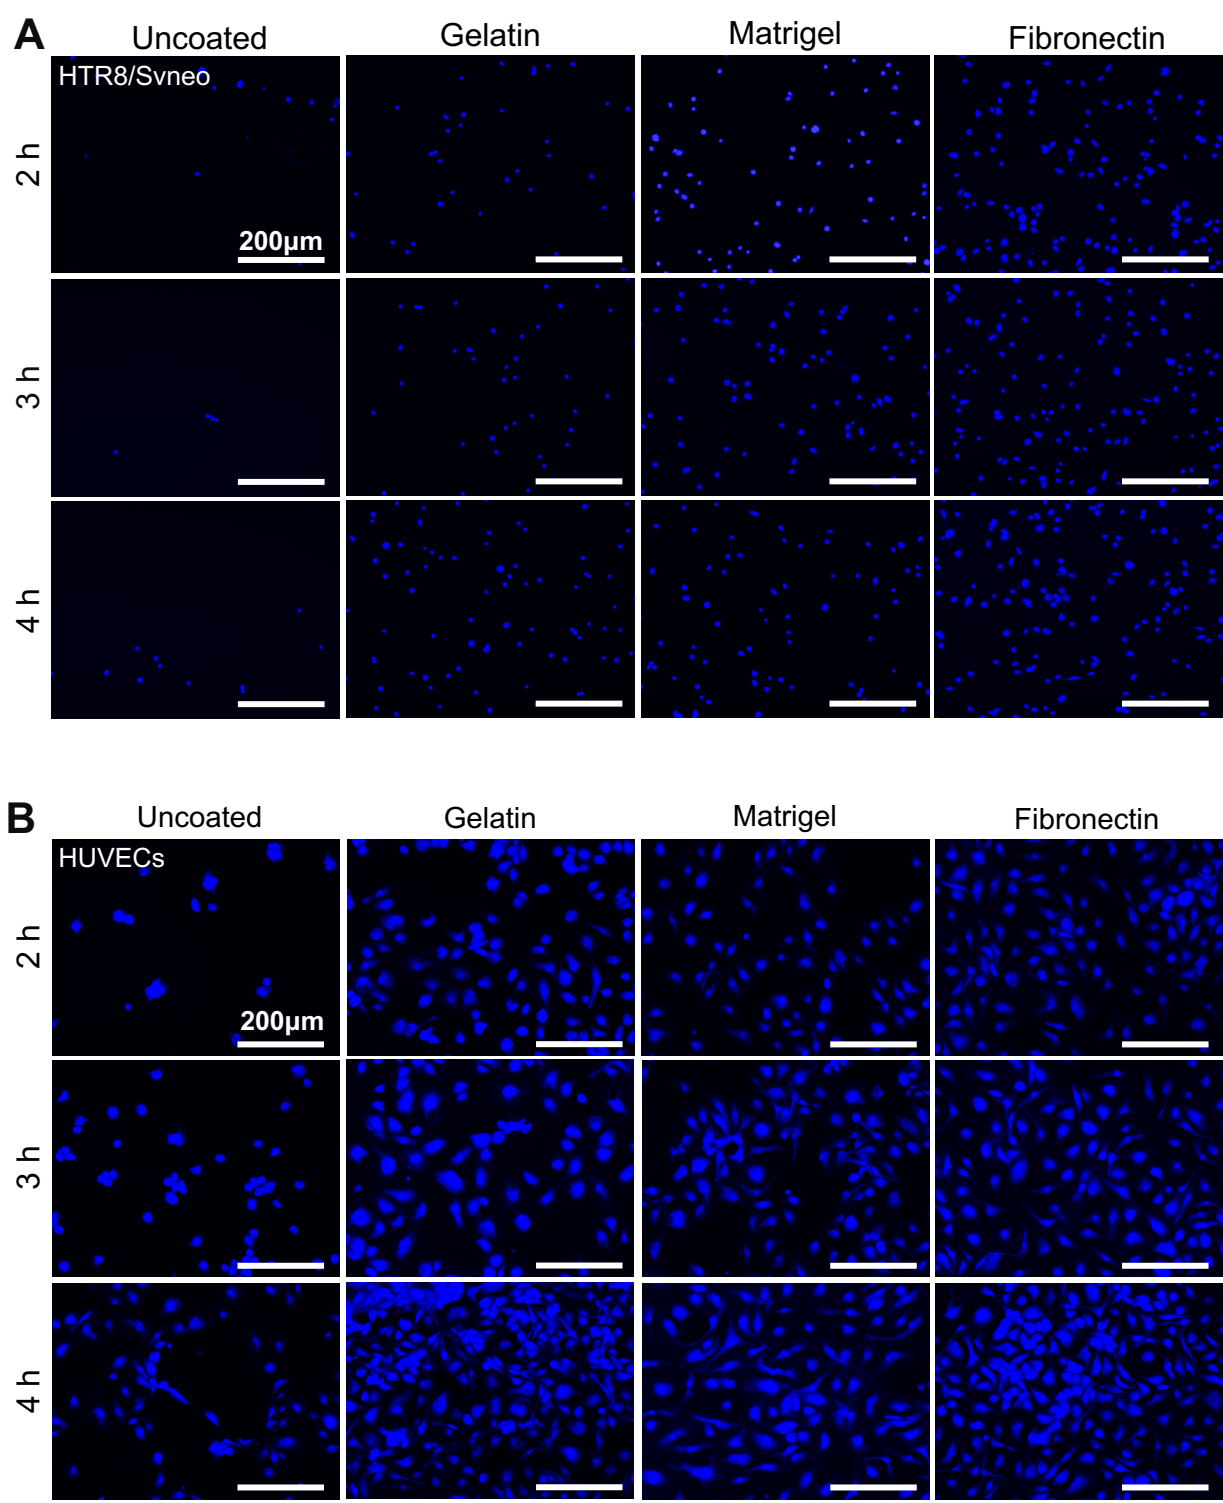 A
Uncoated
Gelatin
Matrigel
Fibronectin
HTR8/Svneo
2 h
200µm
3 h
4 h
B
Uncoated
Gelatin
Matrigel
Fibronectin
HUVECs
2 h
200µm
3 h
4 h